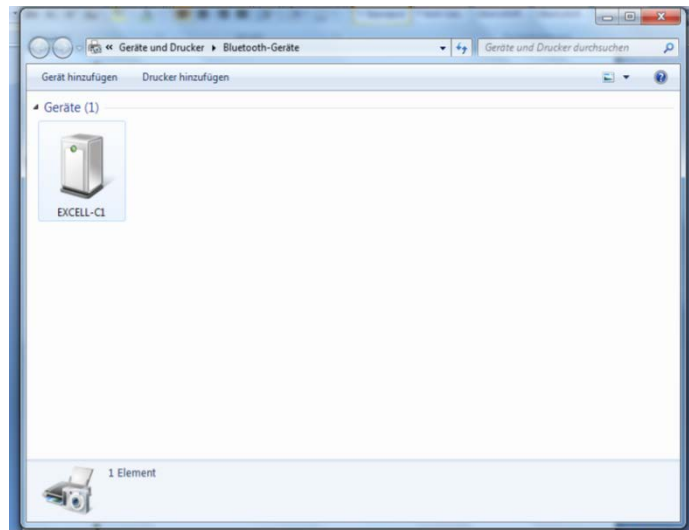 « Geräte und Drucker ▸ Bluetooth-Geräte
Geräte und Drucker durchsuchen
Gerät hinzufügen Drucker hinzufügen
Geräte (1)
EXCELL-C1
1 Element